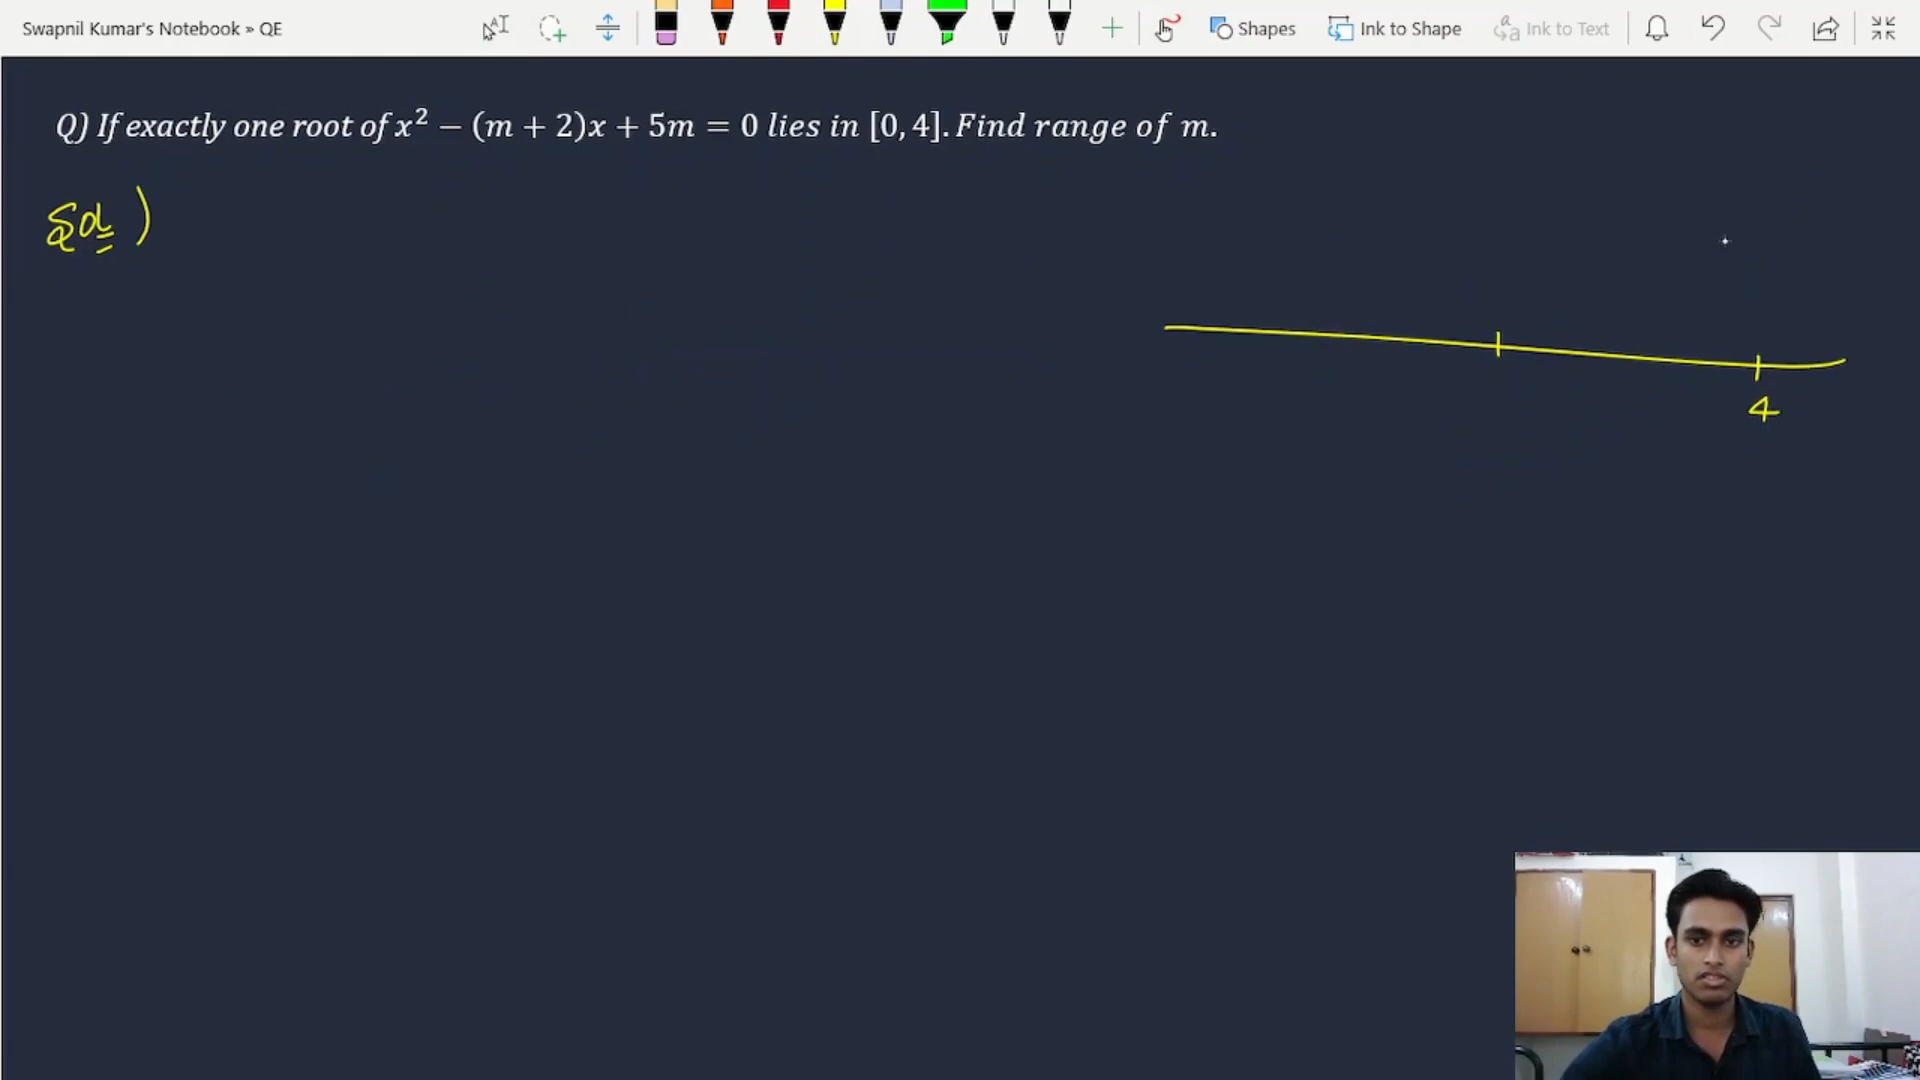 Swapnil Kumar's Notebook » QE
Shapes
Ink to Shape
Ink to Text
Q) If exactly one root of x² − (m + 2)x + 5m = 0 lies in [0, 4]. Find range of m.
Sol )
4